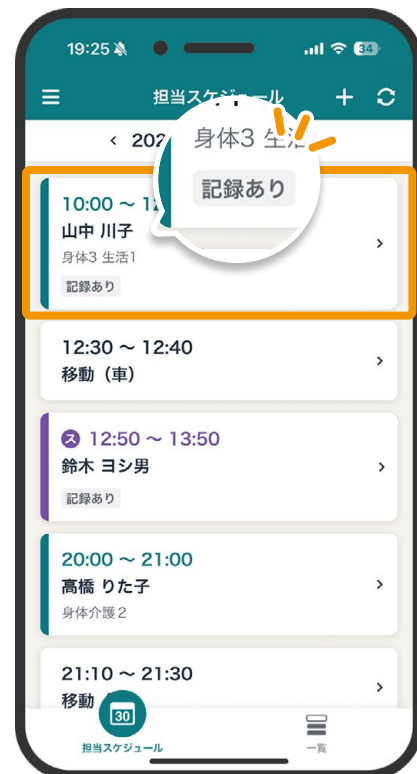 19:25
34
担当スケジュール
< 202
身体3 生活
記録あり
10:00 ～ 1
山中 川子
身体3 生活1
記録あり
12:30 ～ 12:40
移動（車）
ス 12:50 ～ 13:50
鈴木 ヨシ男
記録あり
20:00 ～ 21:00
高橋 りた子
身体介護2
21:10 ～ 21:30
移動
30
担当スケジュール
一覧